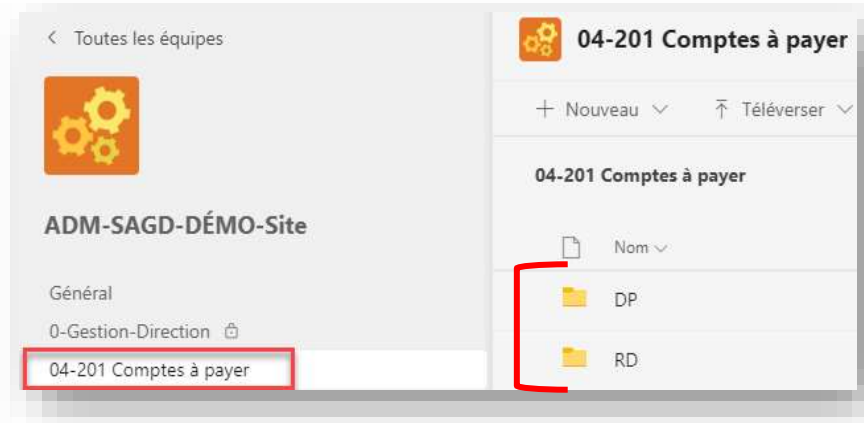 Toutes les équipes
ADM-SAGD-DÉMO-Site
Général
0-Gestion-Direction
04-201 Comptes à payer
04-201 Comptes à payer
Nouveau
Téléverser
04-201 Comptes à payer
Nom
DP
RD